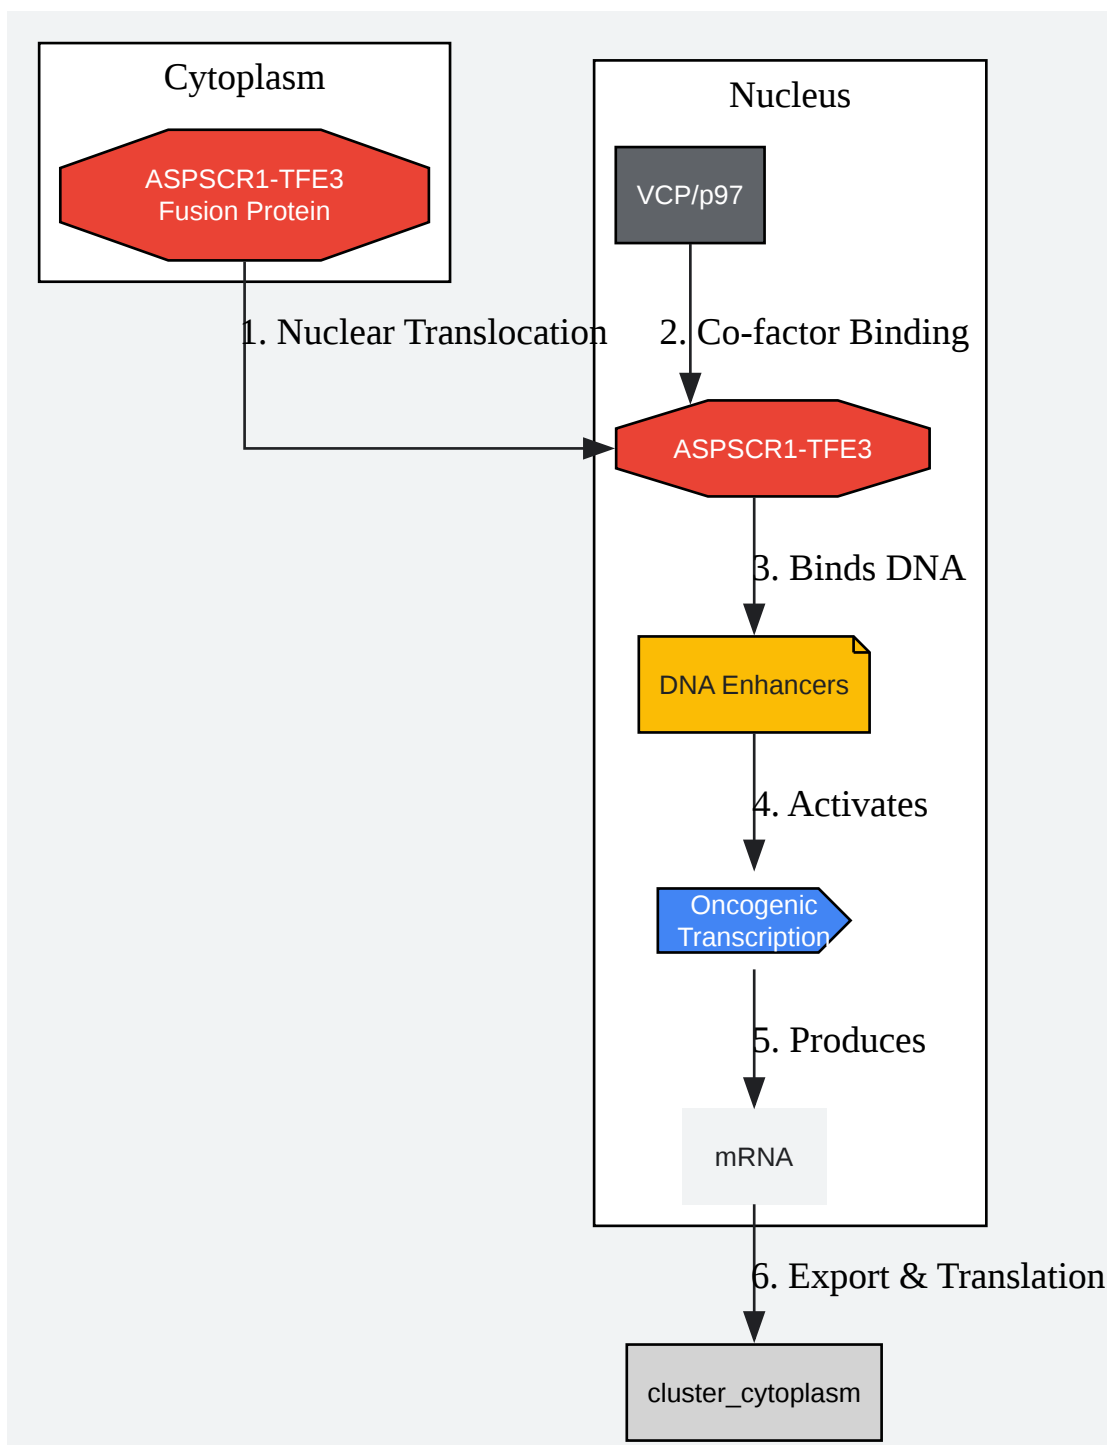 Cytoplasm
ASPSCR1-TFE3
Fusion Protein
Nucleus
VCP/p97
1. Nuclear Translocation
2. Co-factor Binding
ASPSCR1-TFE3
3. Binds DNA
DNA Enhancers
4. Activates
Oncogenic
Transcription
5. Produces
mRNA
6. Export & Translation
cluster_cytoplasm